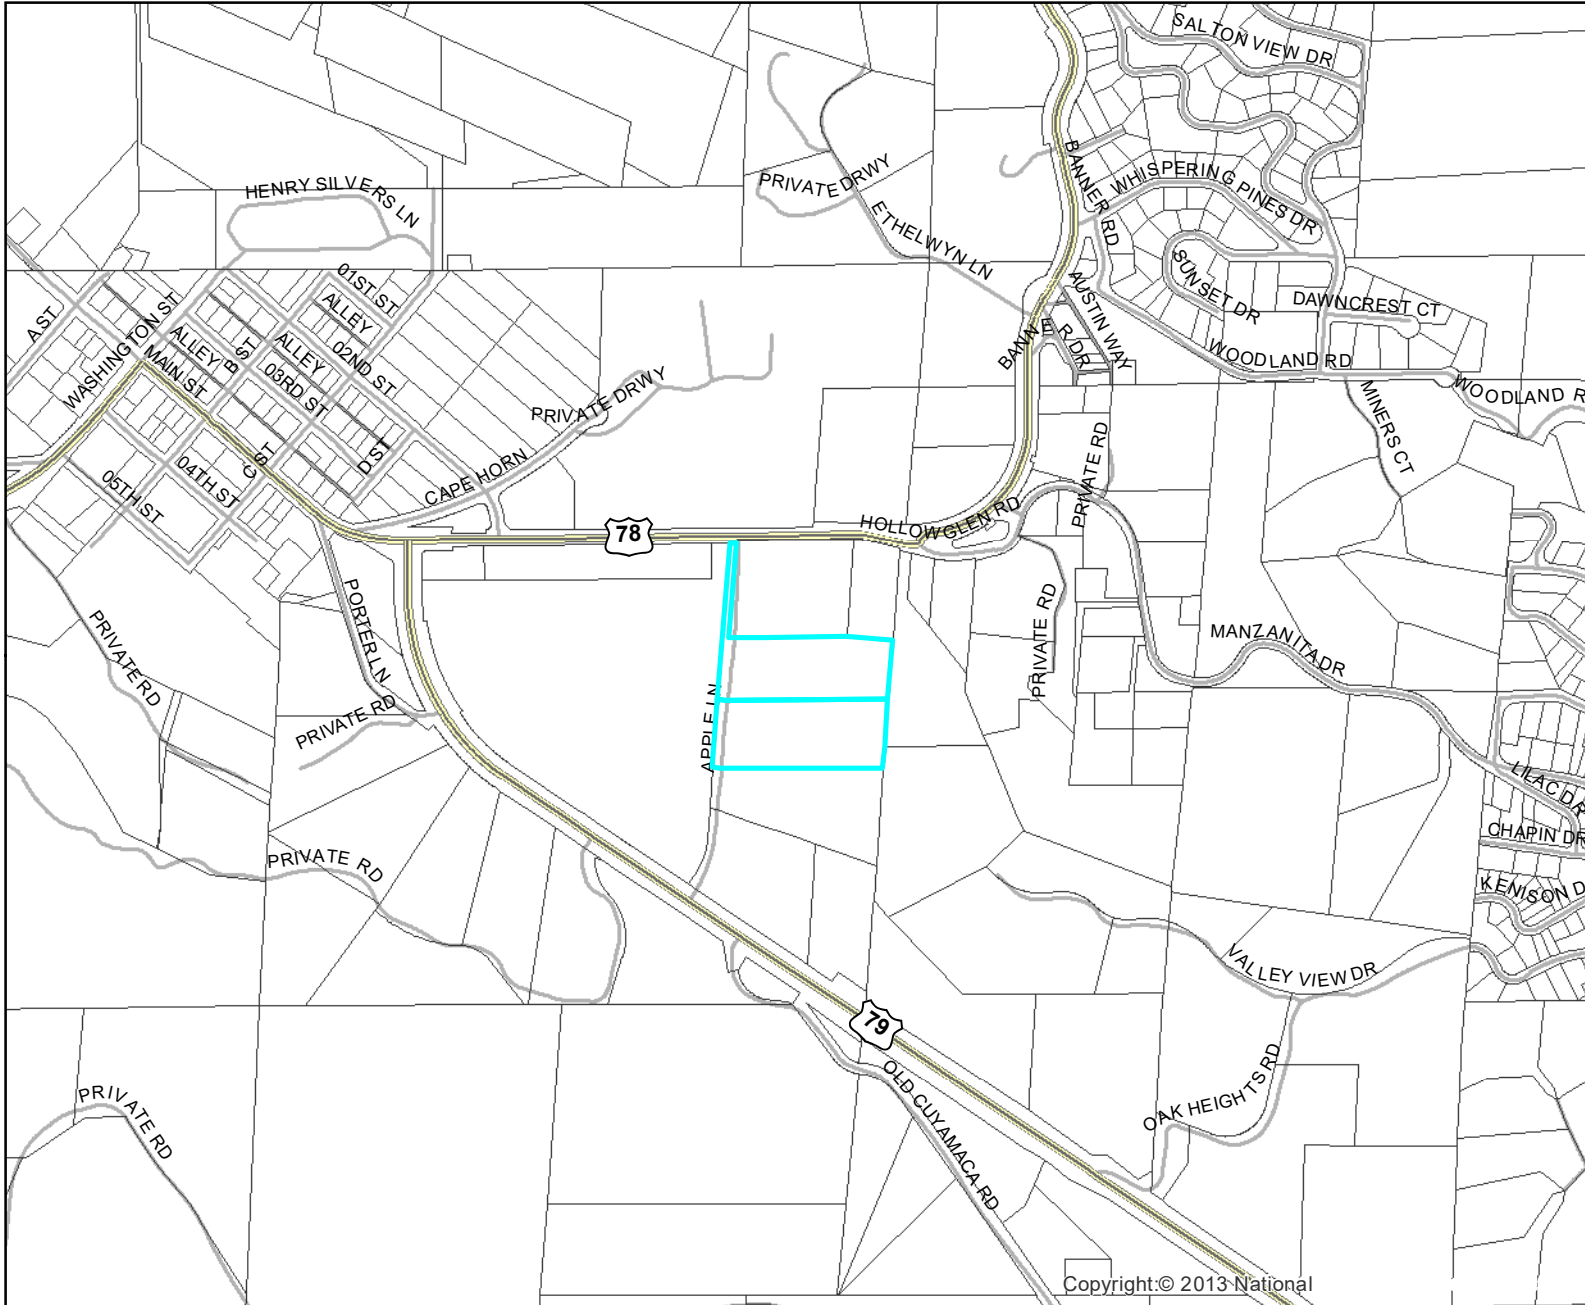 SALTON VIEW DR
BANNER RD
WHISPERING PINES DR
PRIVATE DRWY
HENRY SILVERS LN
ETHELWYN LN
SUNSET DR
AUSTIN WAY
DAWNCREST CT
01ST ST
ALLEY
A ST
WASHINGTON ST
ALLEY
B ST
ALLEY
02ND ST
MAIN ST
03RD ST
BANNER DR
WOODLAND RD
WOODLAND R
MINERS CT
PRIVATE DRWY
D ST
C ST
CAPE HORN
04TH ST
05TH ST
PRIVATE RD
HOLLOW GLEN RD
78
PORTER LN
PRIVATE RD
PRIVATE RD
MANZANITA DR
APPLE LN
PRIVATE RD
LILAC DR
CHAPIN DR
PRIVATE RD
KENISON D
VALLEY VIEW DR
79
OLD CUYAMACA RD
OAK HEIGHTS RD
PRIVATE RD
Copyright:© 2013 National